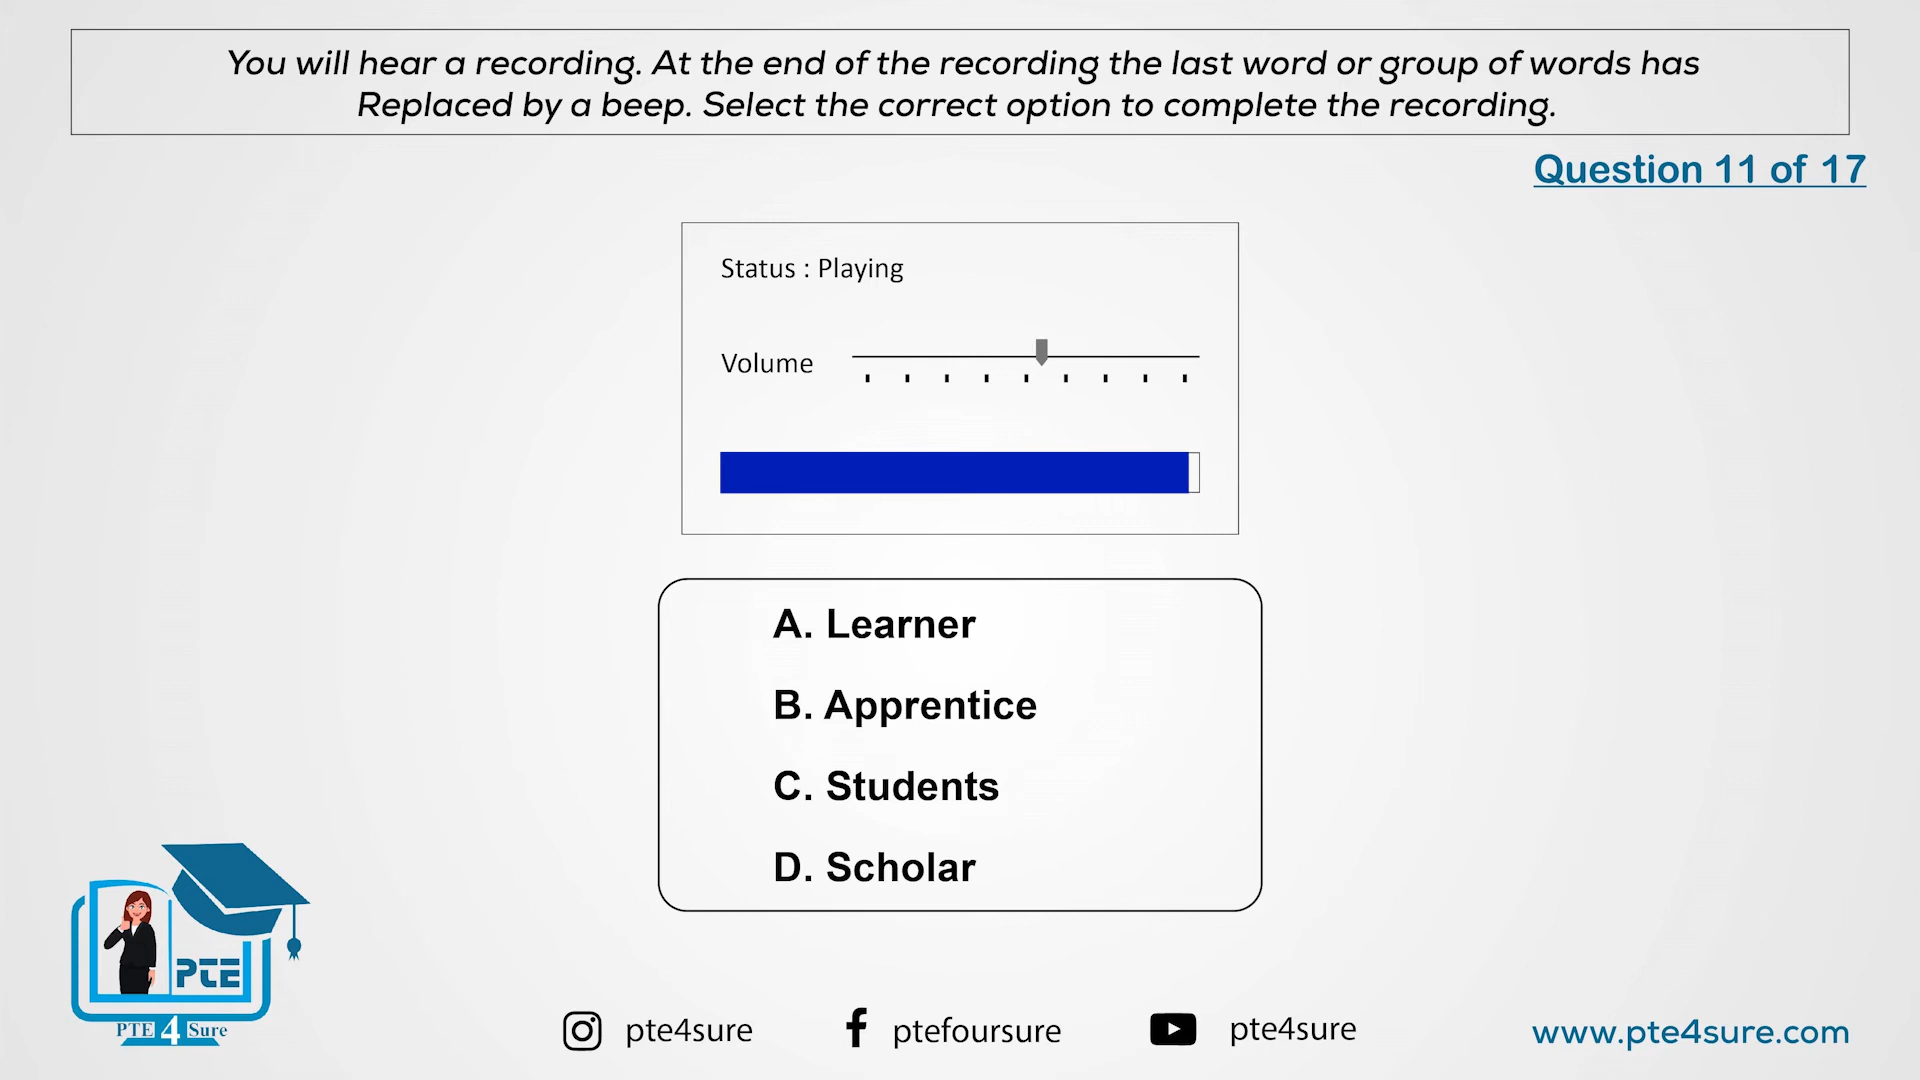 You will hear a recording. At the end of the recording the last word or group of words has
Replaced by a beep. Select the correct option to complete the recording.
Question 11 of 17
Status : Playing
Volume
A. Learner
B. Apprentice
C. Students
D. Scholar
PTE
PTE 4 Sure
pte4sure
ptefoursure
pte4sure
www.pte4sure.com